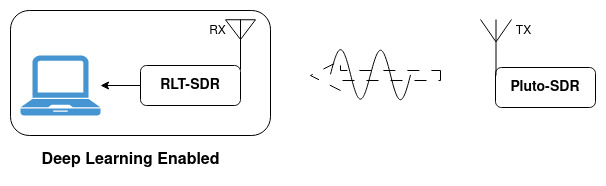 RX
TX
RLT-SDR
Pluto-SDR
Deep Learning Enabled